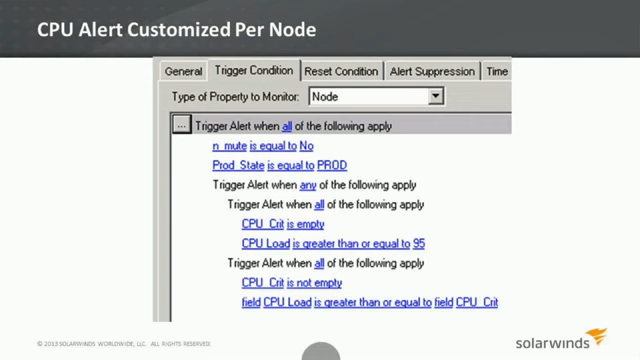 CPU Alert Customized Per Node
General Trigger Condition Reset Condition Alert Suppression Time
Type of Property to Monitor: Node
... Trigger Alert when all of the following apply
n_mute is equal to No
Prod_State is equal to PROD
Trigger Alert when any of the following apply
Trigger Alert when all of the following apply
CPU_Crit is empty
CPU Load is greater than or equal to 95
Trigger Alert when all of the following apply
CPU_Crit is not empty
field CPU Load is greater than or equal to field CPU_Crit
© 2013 SOLARWINDS WORLDWIDE, LLC. ALL RIGHTS RESERVED.
solarwinds